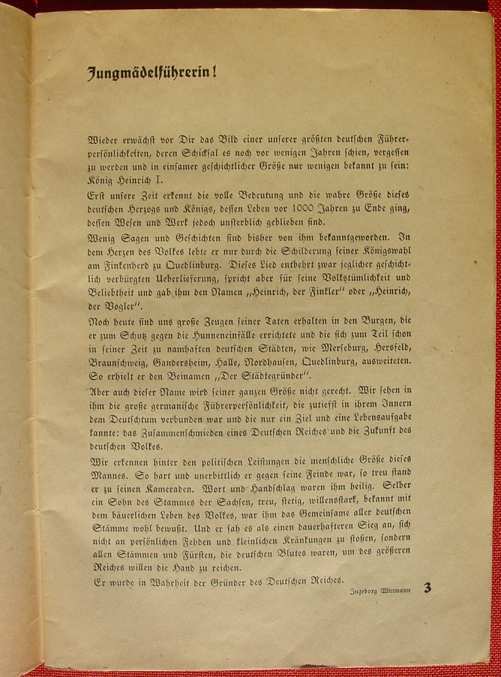 Jungmädelführerin!
Wieder erwächst vor Dir das Bild einer unserer größten deutschen Führer-
persönlichkeiten, deren Schicksal es noch vor wenigen Jahren schien, vergessen
zu werden und in einsamer geschichtlicher Größe nur wenigen bekannt zu sein:
König Heinrich I.
Erst unsere Zeit erkennt die volle Bedeutung und die wahre Größe dieses
deutschen Herzogs und Königs, dessen Leben vor 1000 Jahren zu Ende ging,
dessen Wesen und Werk jedoch unsterblich geblieben sind.
Wenig Sagen und Geschichten sind bisher von ihm bekanntgeworden. In
dem Herzen des Volkes lebte er nur durch die Schilderung seiner Königswahl
am Finkenherd zu Quedlinburg. Dieses Lied entbehrt zwar jeglicher geschicht-
lich verbürgten Ueberlieferung, spricht aber für seine Volkstümlichkeit und
Beliebtheit und gab ihm den Namen „Heinrich, der Finkler“ oder „Heinrich,
der Vogler“.
Noch heute sind uns große Zeugen seiner Taten erhalten in den Burgen, die
er zum Schutz gegen die Hunneneinfälle errichtete und die sich zum Teil schon
in seiner Zeit zu namhaften deutschen Städten, wie Merseburg, Hersfeld,
Braunschweig, Gandersheim, Halle, Nordhausen, Quedlinburg, ausweiteten.
So erhielt er den Beinamen „Der Städtegründer“.
Aber auch dieser Name wird seiner ganzen Größe nicht gerecht. Wir sehen in
ihm die große germanische Führerpersönlichkeit, die zutiefst in ihrem Innern
dem Deutschtum verbunden war und die nur ein Ziel und eine Lebensaufgabe
kannte: das Zusammenschmieden eines Deutschen Reiches und die Zukunft des
deutschen Volkes.
Wir erkennen hinter den politischen Leistungen die menschliche Größe dieses
Mannes. So hart und unerbittlich er gegen seine Feinde war, so treu stand
er zu seinen Kameraden. Wort und Handschlag waren ihm heilig. Selber
ein Sohn des Stammes der Sachsen, treu, stetig, willensstark, bekannt mit
dem bäuerlichen Leben des Volkes, war ihm das Gemeinsame aller deutschen
Stämme wohl bewußt. Und er sah es als einen dauerhafteren Sieg an, sich
nicht an persönlichen Fehden und kleinlichen Kränkungen zu stoßen, sondern
allen Stämmen und Fürsten, die deutschen Blutes waren, um des größeren
Reiches willen die Hand zu reichen.
Er wurde in Wahrheit der Gründer des Deutschen Reiches.
Ingeborg
3